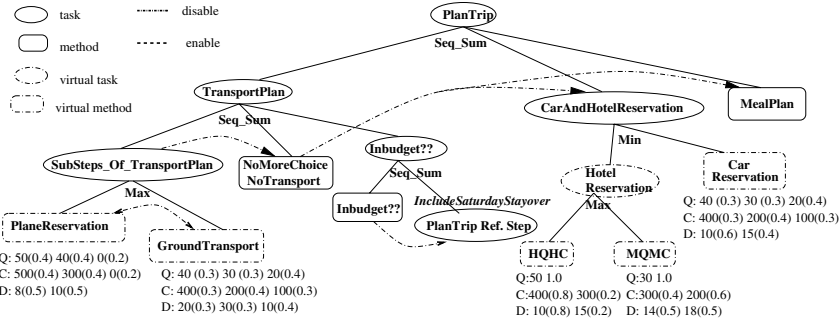 task
disable
method
enable
virtual task
virtual method
PlanTrip
Seq_Sum
TransportPlan
Seq_Sum
CarAndHotelReservation
MealPlan
Min
SubSteps_Of_TransportPlan
Max
NoMoreChoice
NoTransport
Inbudget??
Seq_Sum
Inbudget??
IncludeSaturdayStayover
PlanTrip Ref. Step
Hotel
Reservation
Max
Car
Reservation
Q: 40 (0.3) 30 (0.3) 20(0.4)
C: 400(0.3) 200(0.4) 100(0.3)
D: 10(0.6) 15(0.4)
PlaneReservation
Q: 50(0.4) 40(0.4) 0(0.2)
C: 500(0.4) 300(0.4) 0(0.2)
D: 8(0.5) 10(0.5)
GroundTransport
Q: 40 (0.3) 30 (0.3) 20(0.4)
C: 400(0.3) 200(0.4) 100(0.3)
D: 20(0.3) 30(0.3) 10(0.4)
HQHC
Q:50 1.0
C:400(0.8) 300(0.2)
D: 10(0.8) 15(0.2)
MQMC
Q:30 1.0
C:300(0.4) 200(0.6)
D: 14(0.5) 18(0.5)